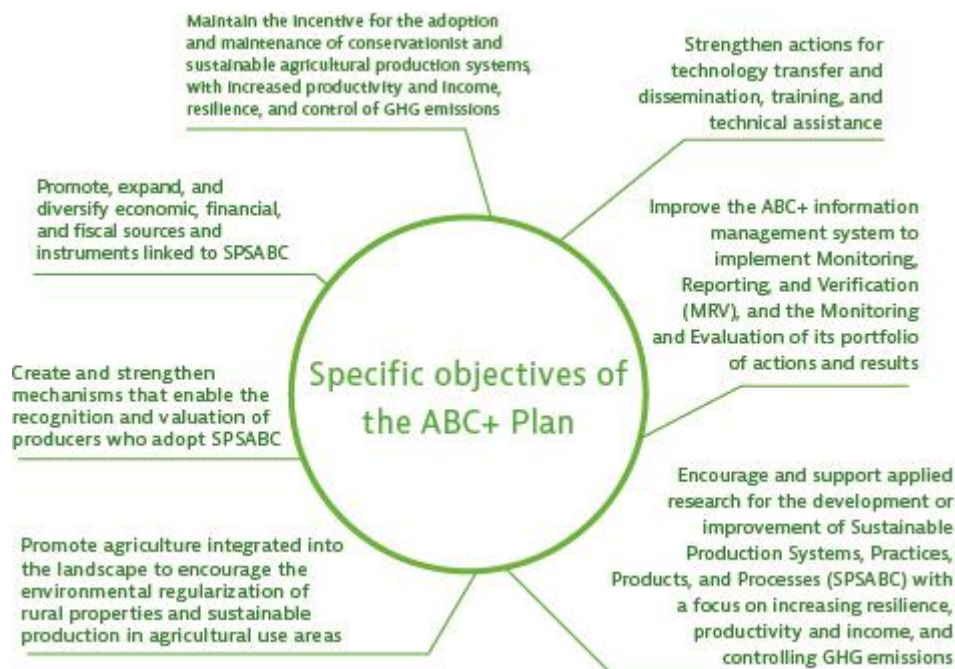 Maintain the incentive for the adoption
and maintenance of conservationist and
sustainable agricultural production systems,
with increased productivity and income,
resilience, and control of GHG emissions
Strengthen actions for
technology transfer and
dissemination, training, and
technical assistance
Promote, expand, and
diversify economic, financial,
and fiscal sources and
instruments linked to SPSABC
Improve the ABC+ information
management system to
implement Monitoring,
Reporting, and Verification
(MRV), and the Monitoring
and Evaluation of its portfolio
of actions and results
Specific objectives of
the ABC+ Plan
Create and strengthen
mechanisms that enable the
recognition and valuation of
producers who adopt SPSABC
Encourage and support applied
research for the development or
improvement of Sustainable
Production Systems, Practices,
Products, and Processes (SPSABC) with
a focus on increasing resilience,
productivity and income, and
controlling GHG emissions
Promote agriculture integrated into
the landscape to encourage the
environmental regularization of
rural properties and sustainable
production in agricultural use areas